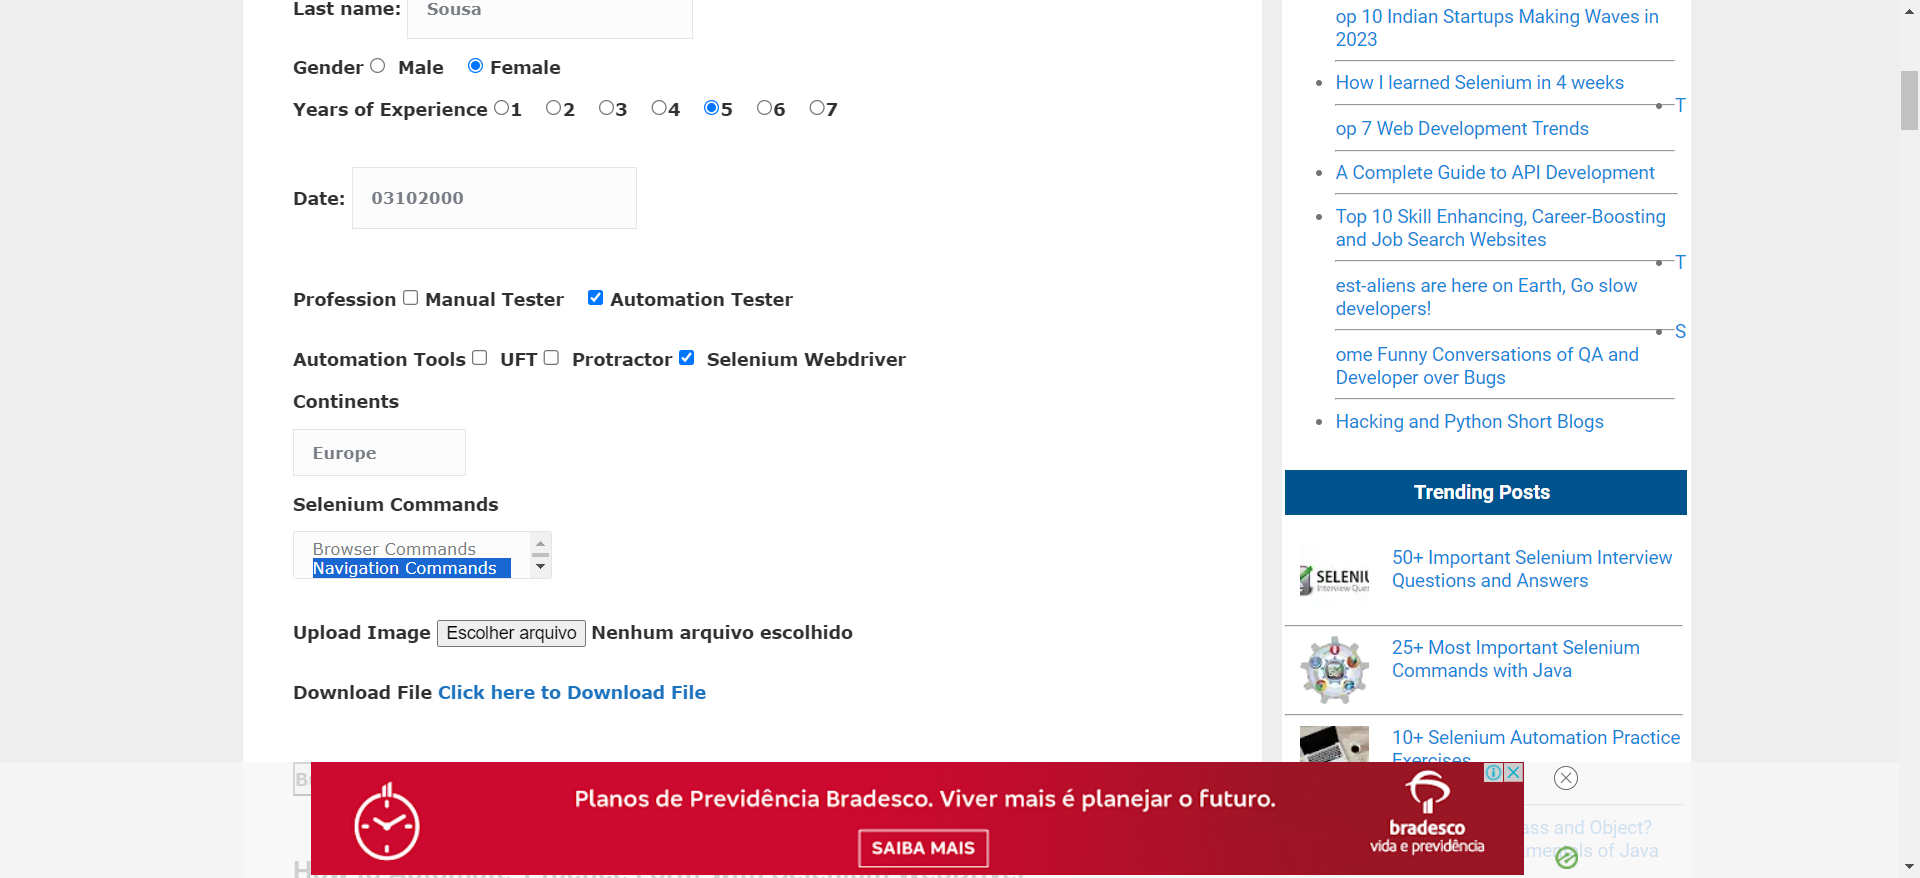 Last name: Sousa
Gender Male Female
Years of Experience 1 2 3 4 5 6 7
Date: 03102000
Profession Manual Tester Automation Tester
Automation Tools UFT Protractor Selenium Webdriver
Continents
Europe
Selenium Commands
Browser Commands
Navigation Commands
Upload Image Escolher arquivo Nenhum arquivo escolhido
Download File Click here to Download File
op 10 Indian Startups Making Waves in
2023
How I learned Selenium in 4 weeks
T
op 7 Web Development Trends
A Complete Guide to API Development
Top 10 Skill Enhancing, Career-Boosting
and Job Search Websites
T
est-aliens are here on Earth, Go slow
developers!
S
ome Funny Conversations of QA and
Developer over Bugs
Hacking and Python Short Blogs
Trending Posts
50+ Important Selenium Interview
Questions and Answers
25+ Most Important Selenium
Commands with Java
10+ Selenium Automation Practice
Exercises
ass and Object?
ls of Java
Planos de Previdência Bradesco. Viver mais é planejar o futuro.
SAIBA MAIS
bradesco
vida e previdência